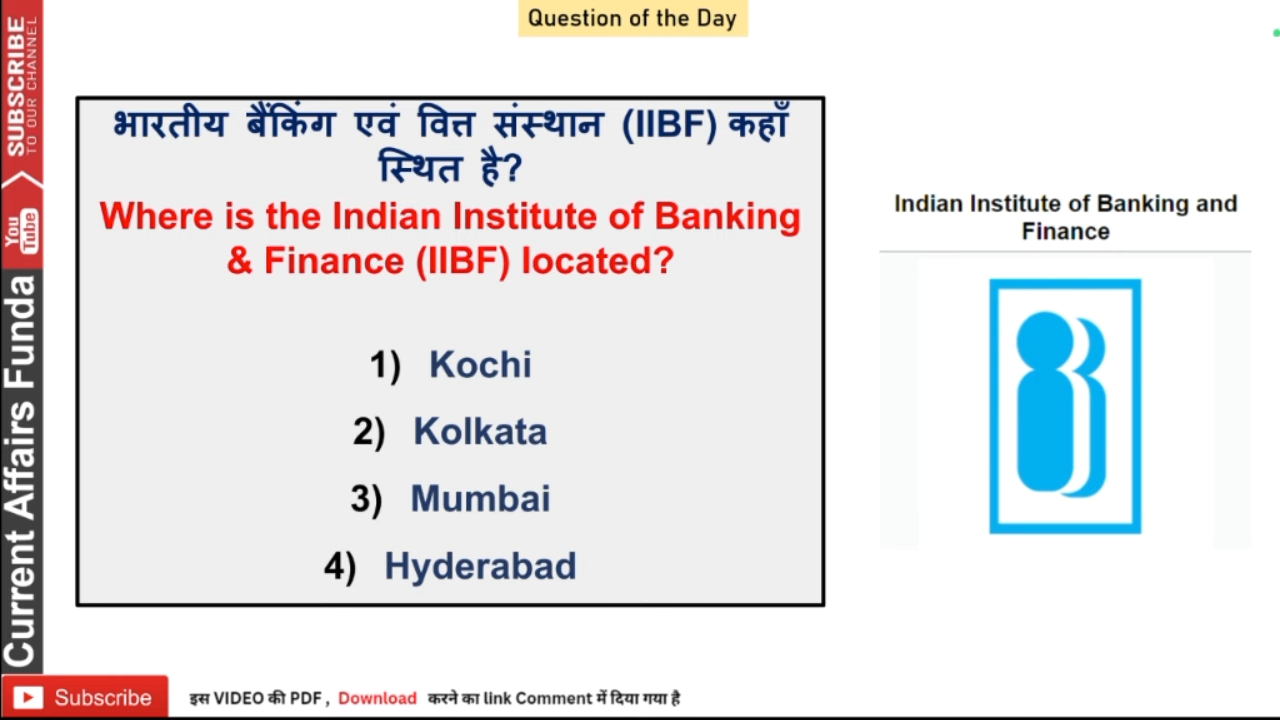 Question of the Day
SUBSCRIBE
TO OUR CHANNEL
You
Tube
Current Affairs Funda
भारतीय बैंकिंग एवं वित्त संस्थान (IIBF) कहाँ
स्थित है?
Where is the Indian Institute of Banking
& Finance (IIBF) located?
1) Kochi
2) Kolkata
3) Mumbai
4) Hyderabad
Indian Institute of Banking and
Finance
Subscribe
इस VIDEO की PDF , Download करने का link Comment में दिया गया है